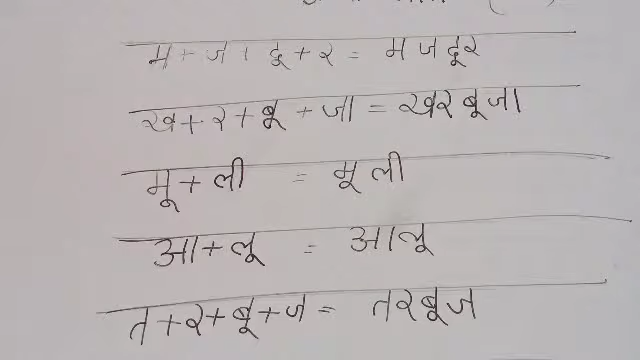 म + ज + दू + र = मजदूर
ख + र + बू + जा = खरबूजा
मू + ली = मूली
आ + लू = आलू
त + र + बू + ज = तरबूज